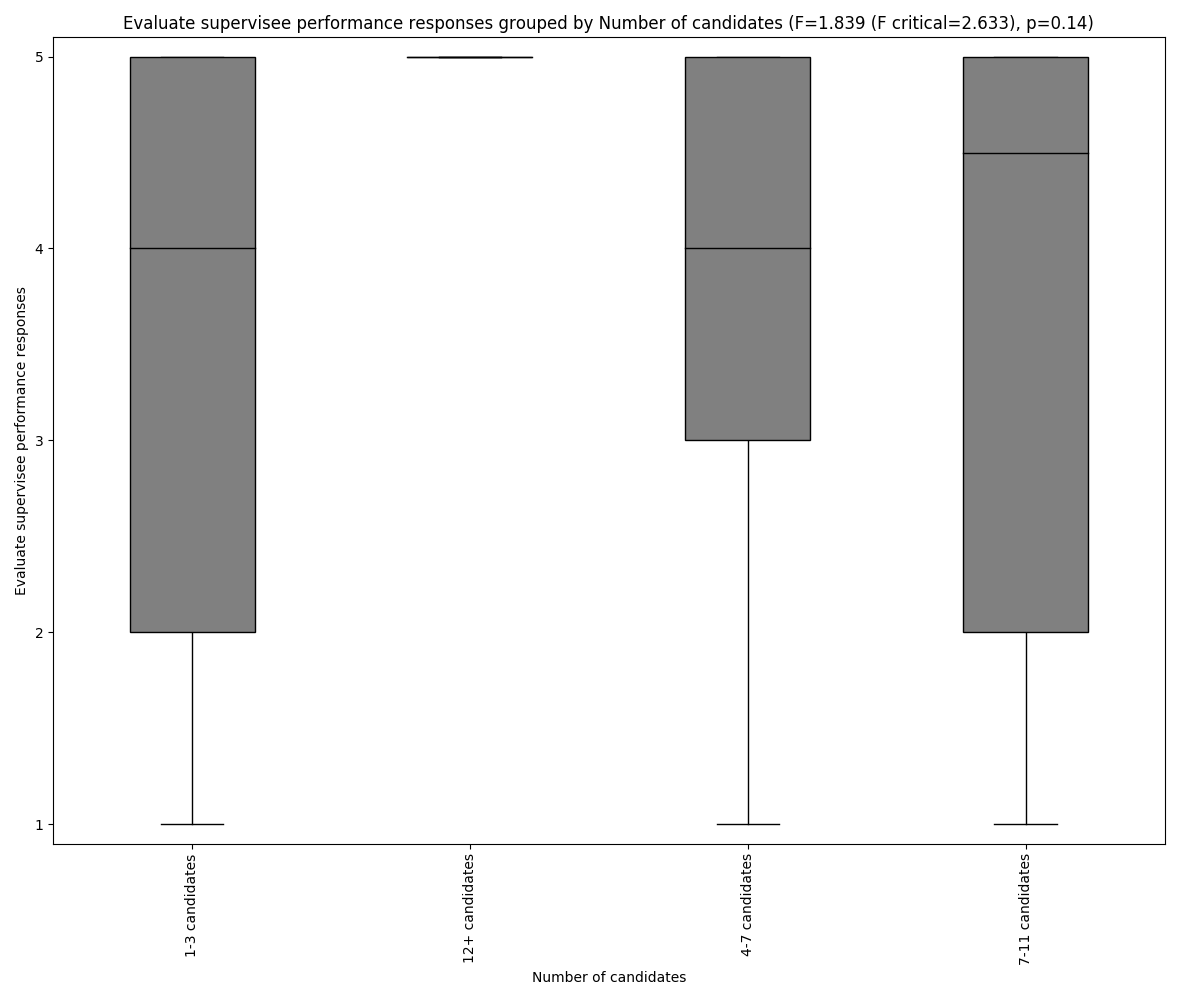 Evaluate supervisee performance responses grouped by Number of candidates (F=1.839 (F critical=2.633), p=0.14)
Evaluate supervisee performance responses
5
4
3
2
1
1-3 candidates
12+ candidates
4-7 candidates
7-11 candidates
Number of candidates